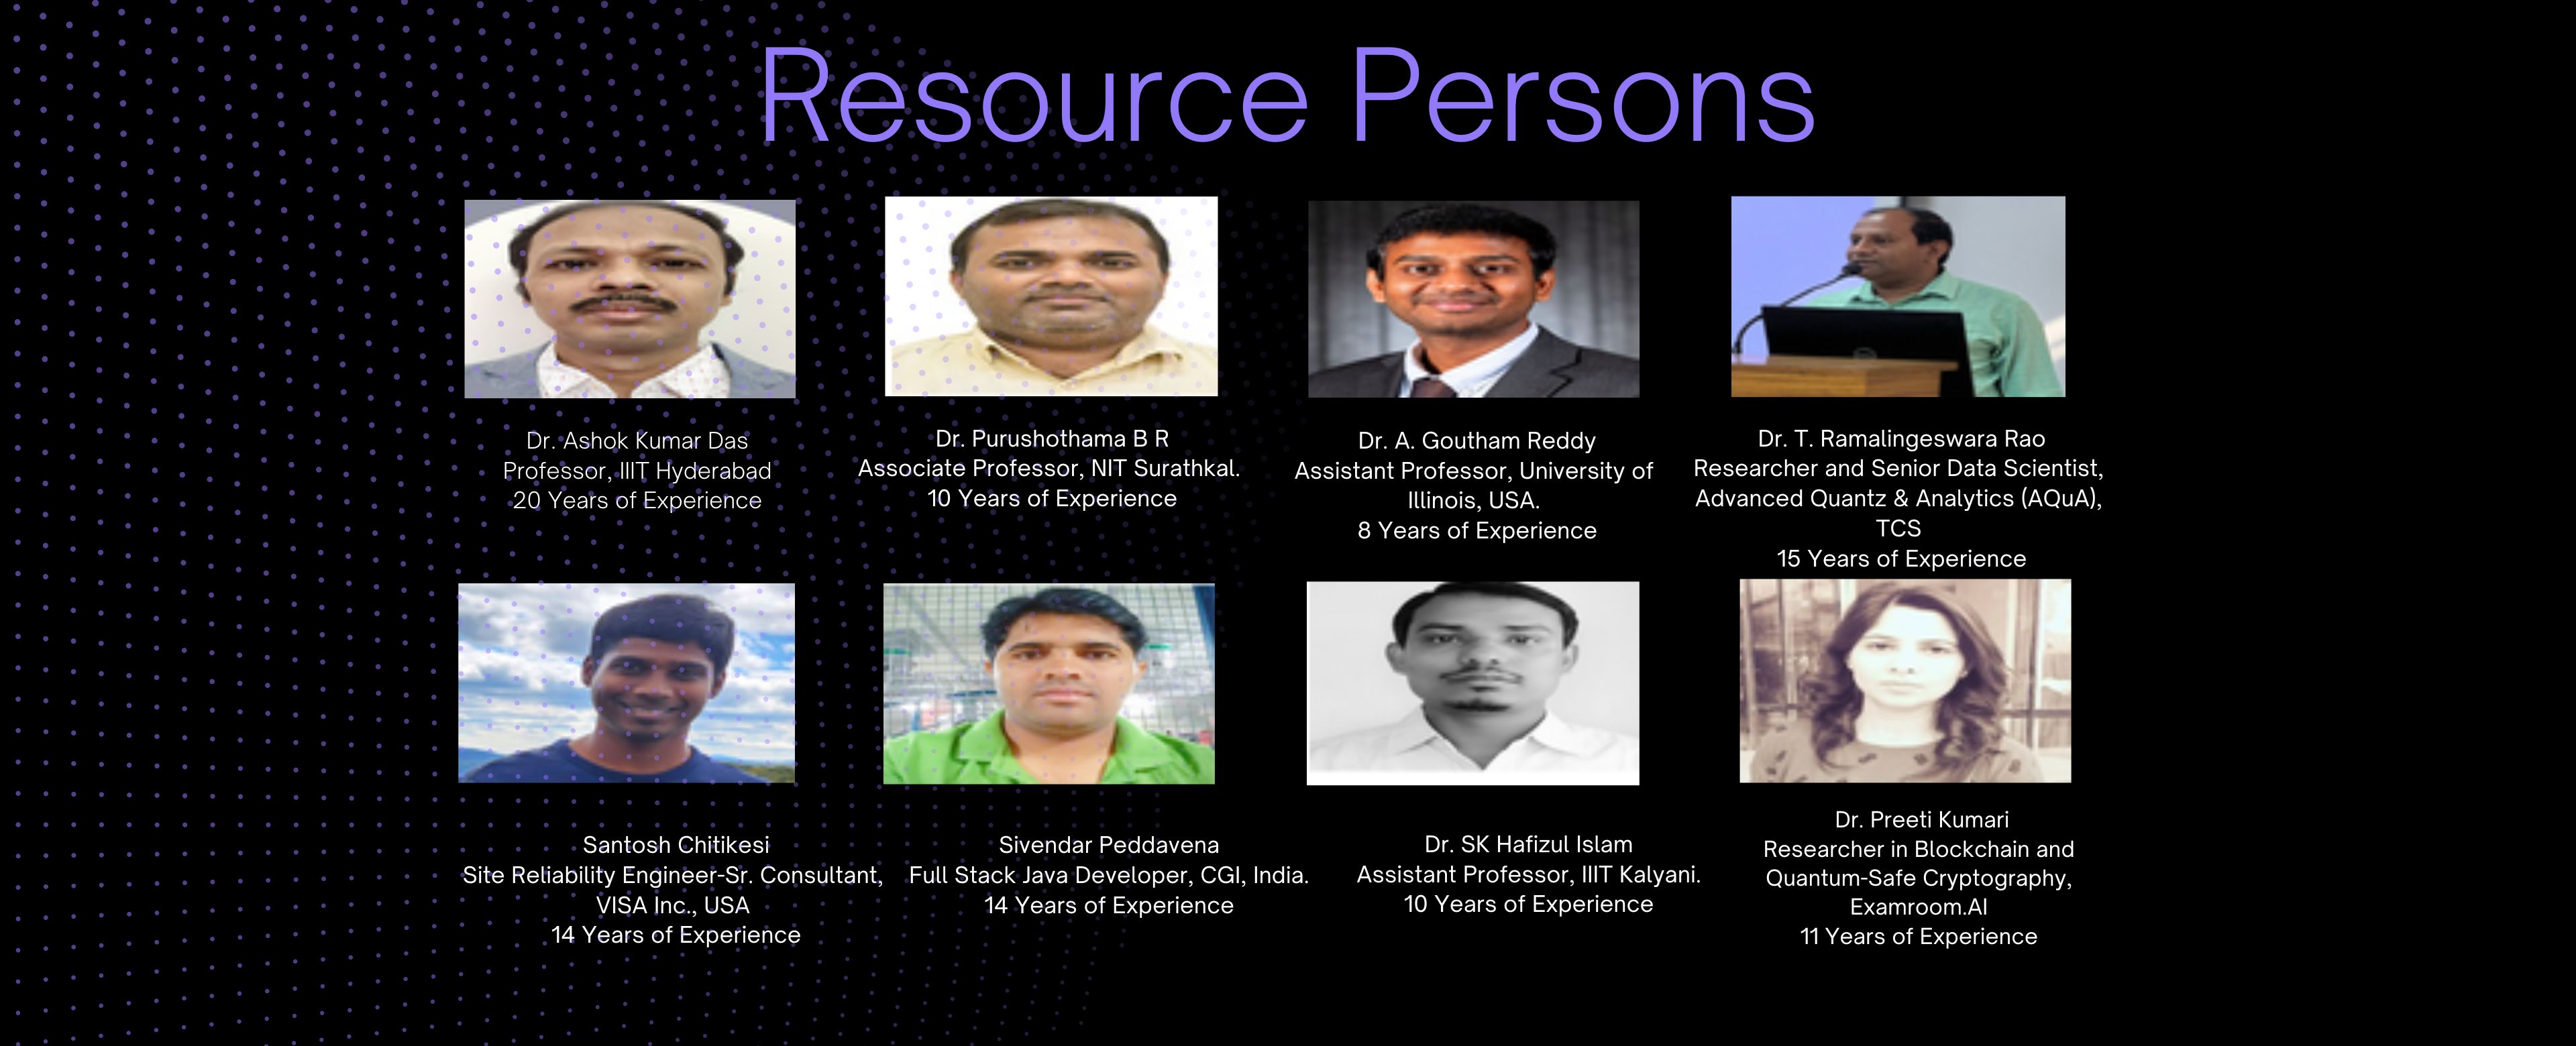 Resource Persons
Dr. Ashok Kumar Das
Professor, IIIT Hyderabad
20 Years of Experience
Dr. Purushothama B R
Associate Professor, NIT Surathkal.
10 Years of Experience
Dr. A. Goutham Reddy
Assistant Professor, University of
Illinois, USA.
8 Years of Experience
Dr. T. Ramalingeswara Rao
Researcher and Senior Data Scientist,
Advanced Quantz & Analytics (AQuA),
TCS
15 Years of Experience
Santosh Chitikesi
Site Reliability Engineer-Sr. Consultant,
VISA Inc., USA
14 Years of Experience
Sivendar Peddavena
Full Stack Java Developer, CGI, India.
14 Years of Experience
Dr. SK Hafizul Islam
Assistant Professor, IIIT Kalyani.
10 Years of Experience
Dr. Preeti Kumari
Researcher in Blockchain and
Quantum-Safe Cryptography,
Examroom.AI
11 Years of Experience